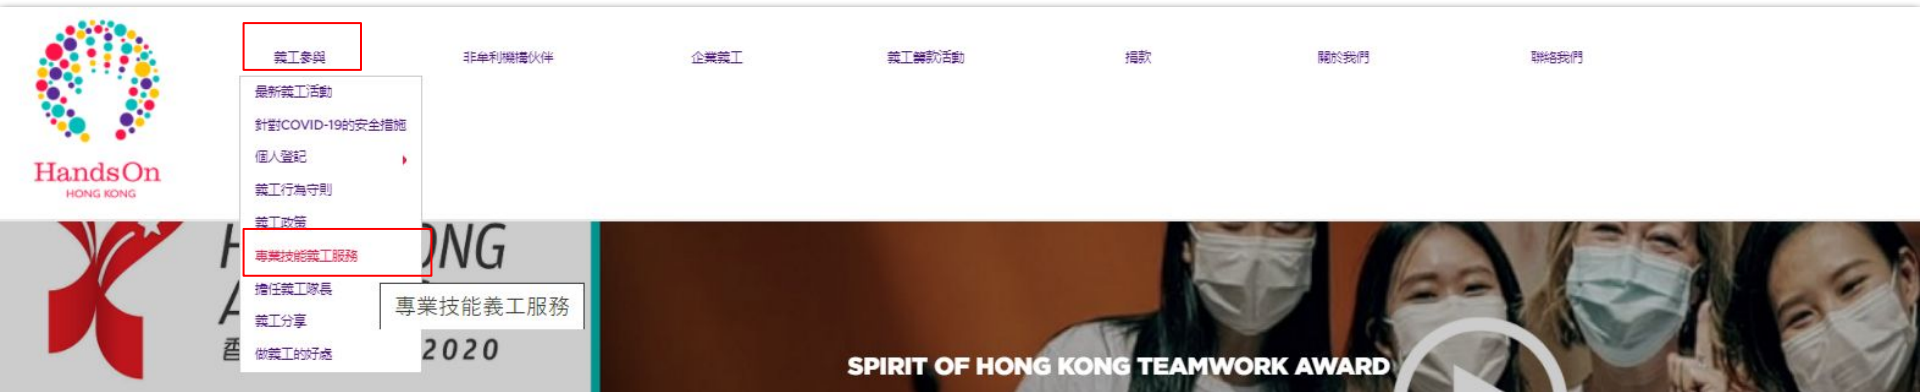 HandsOn
HONG KONG
義工參與
非牟利機構伙伴
企業義工
義工籌款活動
捐款
關於我們
聯絡我們
最新義工活動
針對COVID-19的安全措施
個人登記
義工行為守則
義工政策
專業技能義工服務
擔任義工隊長
義工分享
做義工的好處
專業技能義工服務
ONG
2020
SPIRIT OF HONG KONG TEAMWORK AWARD